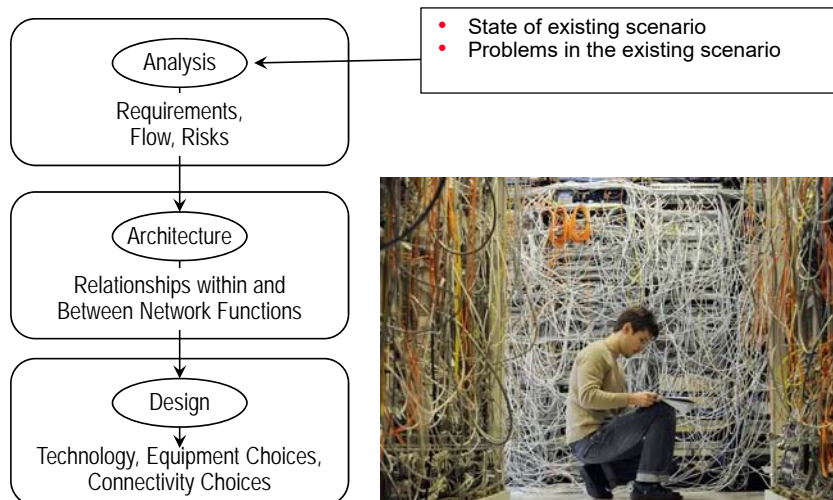 Analysis
Requirements,
Flow, Risks
• State of existing scenario
• Problems in the existing scenario
Architecture
Relationships within and
Between Network Functions
Design
Technology, Equipment Choices,
Connectivity Choices